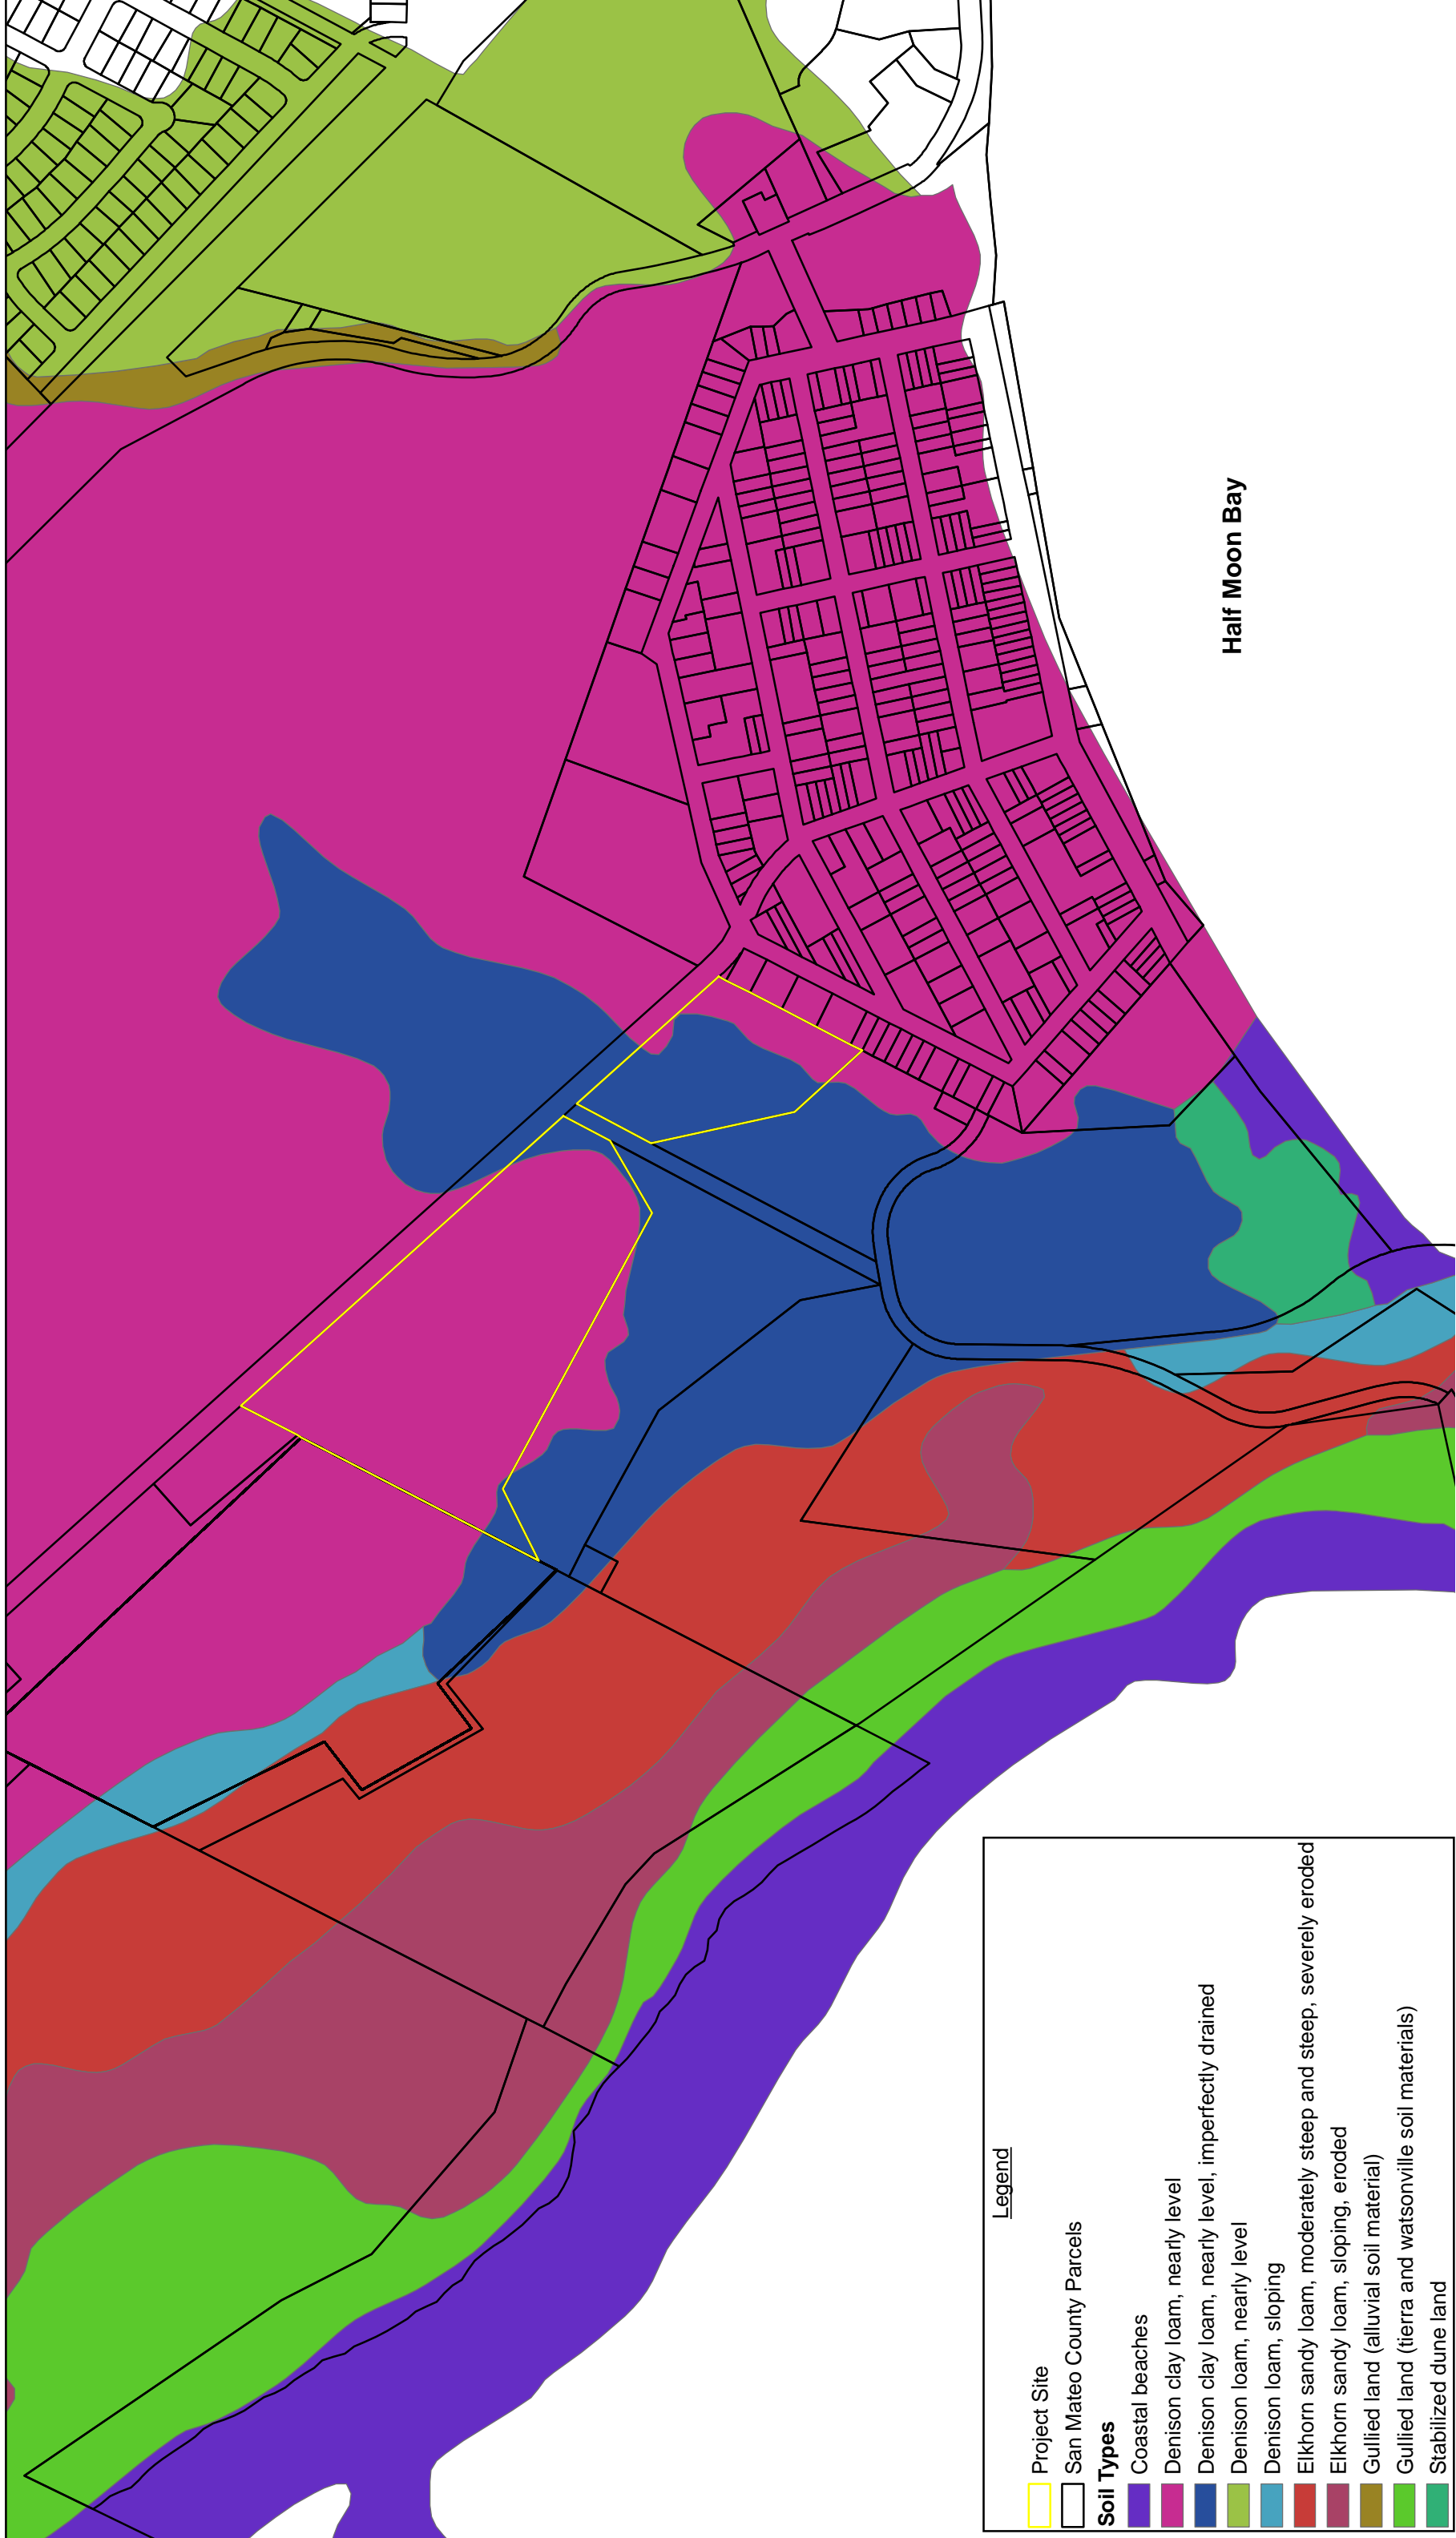 Half Moon Bay
Legend
Project Site
San Mateo County Parcels
Soil Types
Coastal beaches
Denison clay loam, nearly level
Denison clay loam, nearly level, imperfectly drained
Denison loam, nearly level
Denison loam, sloping
Elkhorn sandy loam, moderately steep and steep, severely eroded
Elkhorn sandy loam, sloping, eroded
Gullied land (alluvial soil material)
Gullied land (tierra and watsonville soil materials)
Stabilized dune land